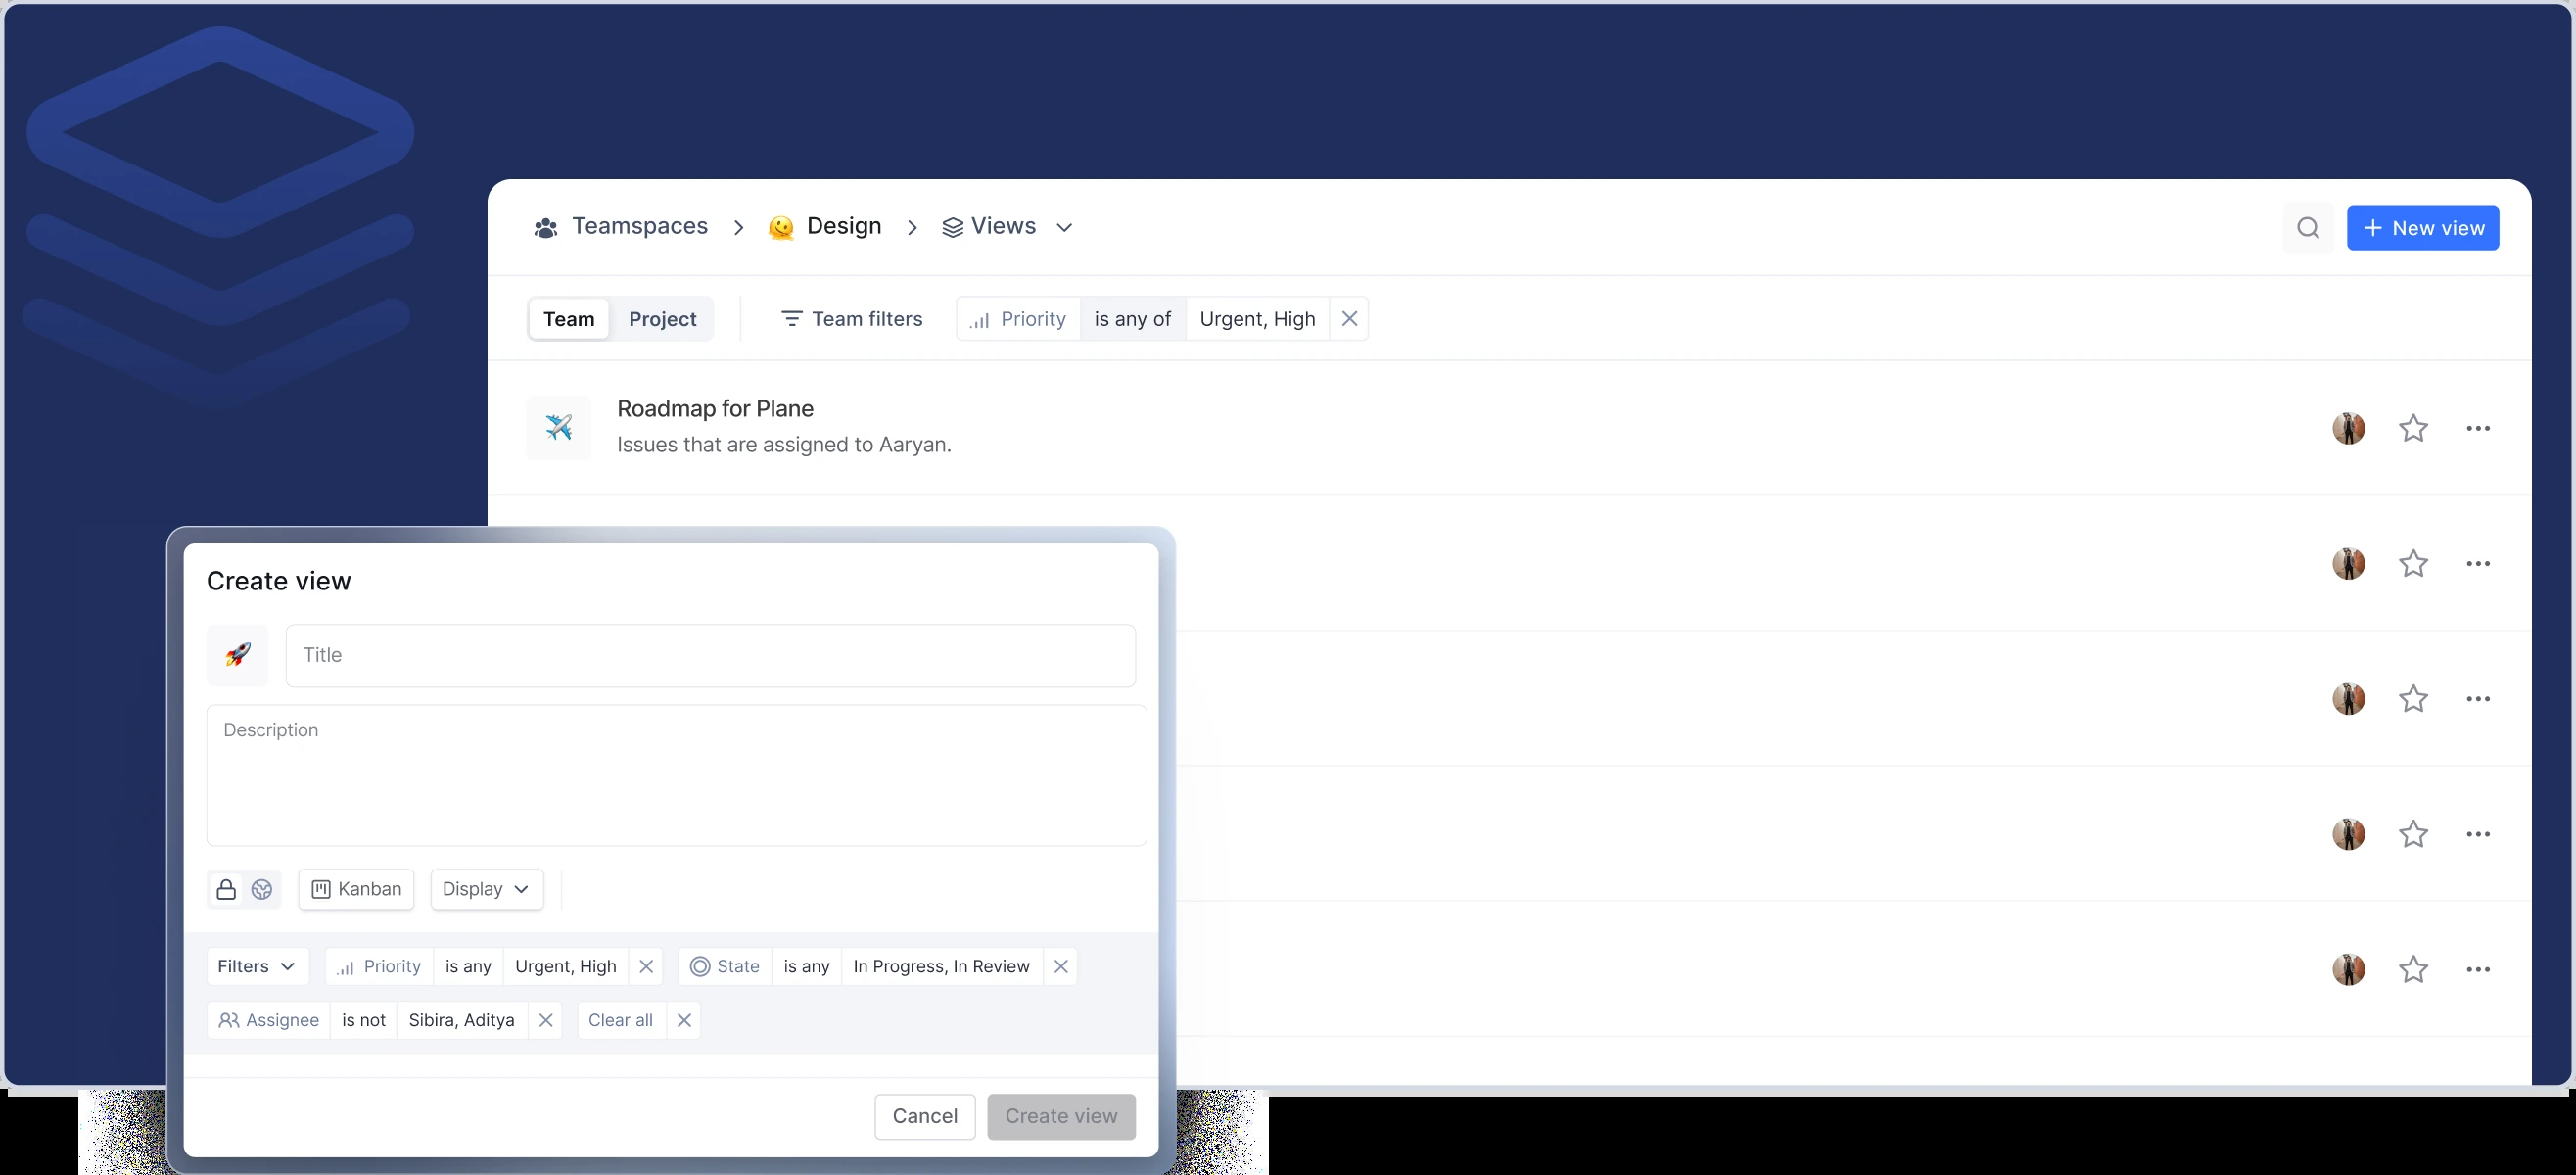 Teamspaces Design Views
New view
Team Project Team filters Priority is any of Urgent, High
Roadmap for Plane
Issues that are assigned to Aaryan.
Create view
Title
Description
Kanban Display
Filters Priority is any Urgent, High State is any In Progress, In Review
Assignee is not Sibira, Aditya Clear all
Cancel Create view